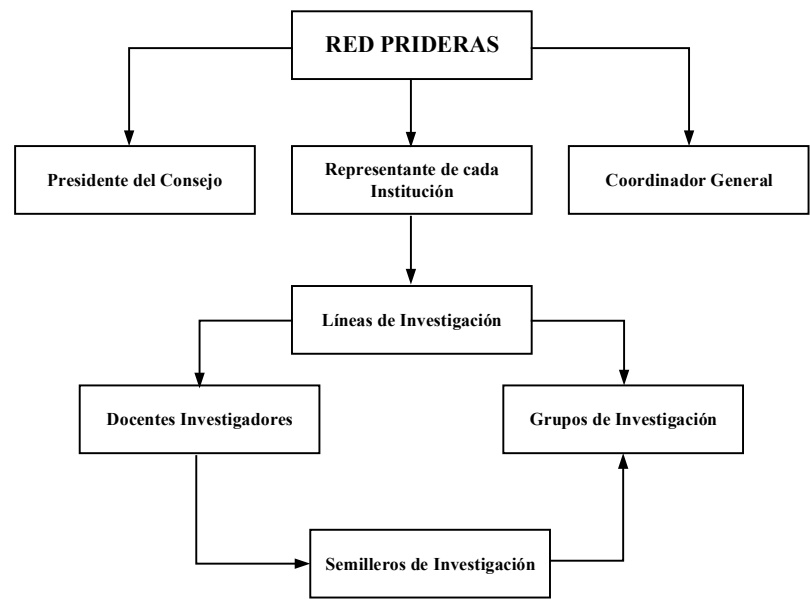 RED PRIDERAS
Presidente del Consejo
Representante de cada
Institución
Coordinador General
Líneas de Investigación
Docentes Investigadores
Grupos de Investigación
Semilleros de Investigación